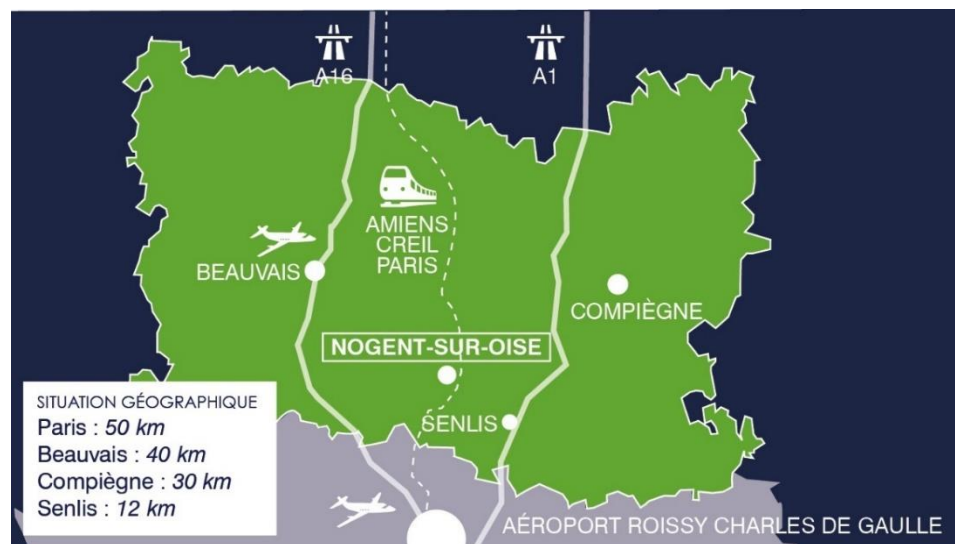 A16
A1
AMIENS
CREIL
PARIS
BEAUVAIS
COMPIÈGNE
NOGENT-SUR-OISE
SENLIS
SITUATION GÉOGRAPHIQUE
Paris : 50 km
Beauvais : 40 km
Compiègne : 30 km
Senlis : 12 km
AÉROPORT ROISSY CHARLES DE GAULLE